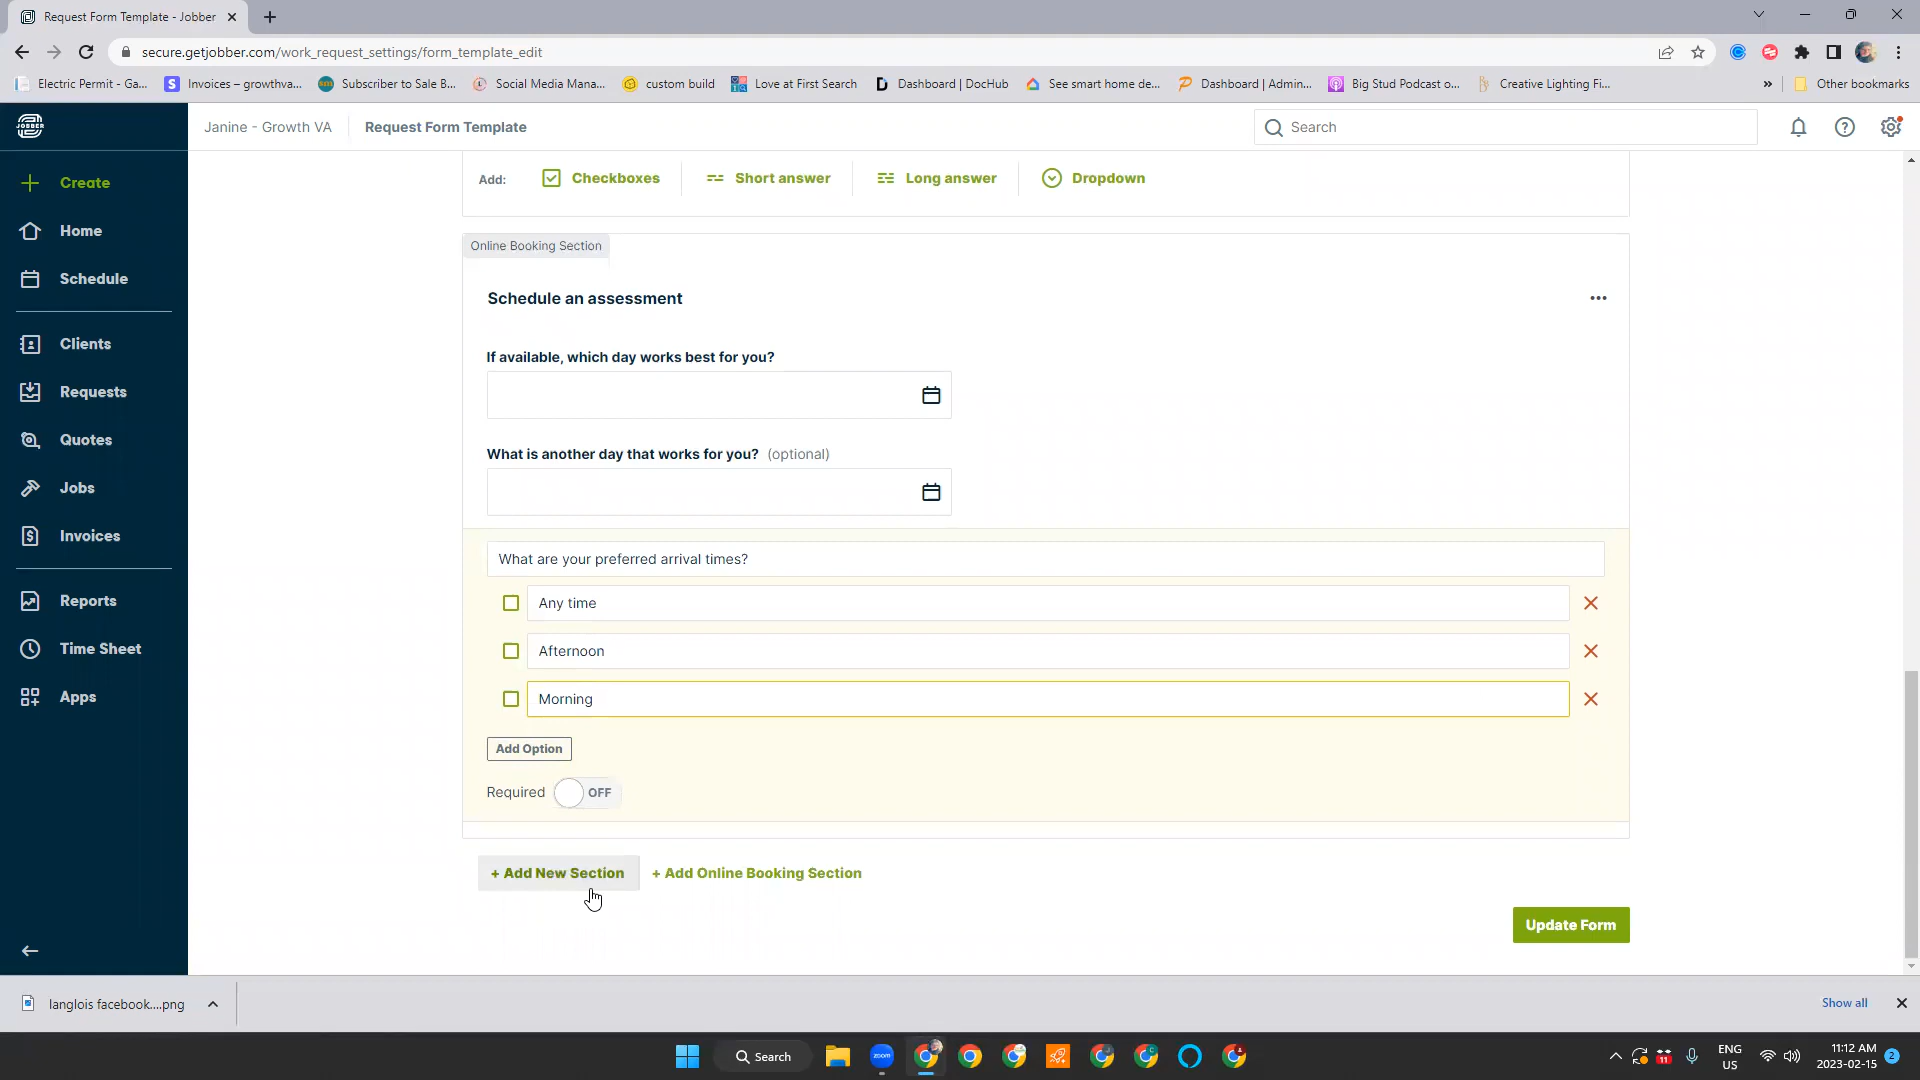 Request Form Template - Jobber
secure.getjobber.com/work_request_settings/form_template_edit
Electric Permit - Ga...
Invoices – growthva...
Subscriber to Sale B...
Social Media Mana...
custom build
Love at First Search
Dashboard | DocHub
See smart home de...
Dashboard | Admin...
Big Stud Podcast o...
Creative Lighting Fi...
»
Other bookmarks
JOBBER
Janine - Growth VA
Request Form Template
Search
Create
Home
Schedule
Clients
Requests
Quotes
Jobs
Invoices
Reports
Time Sheet
Apps
Add:
Checkboxes
Short answer
Long answer
Dropdown
Online Booking Section
Schedule an assessment
If available, which day works best for you?
What is another day that works for you? (optional)
What are your preferred arrival times?
Any time
Afternoon
Morning
Add Option
Required OFF
+ Add New Section
+ Add Online Booking Section
Update Form
langlois facebook....png
Show all
Search
zoom
11
ENG
US
11:12 AM
2023-02-15
2